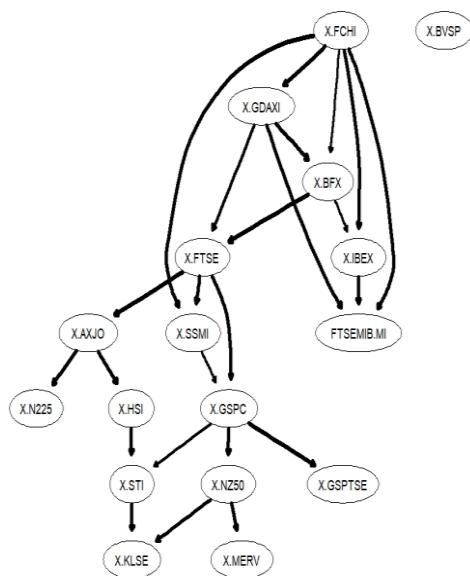 X.FCHI
X.BVSP
X.GDAXI
X.BFX
X.FTSE
X.IBEX
X.AXJO
X.SSMI
FTSEMIB.MI
X.N225
X.HSI
X.GSPC
X.STI
X.NZ50
X.GSPTSE
X.KLSE
X.MERV